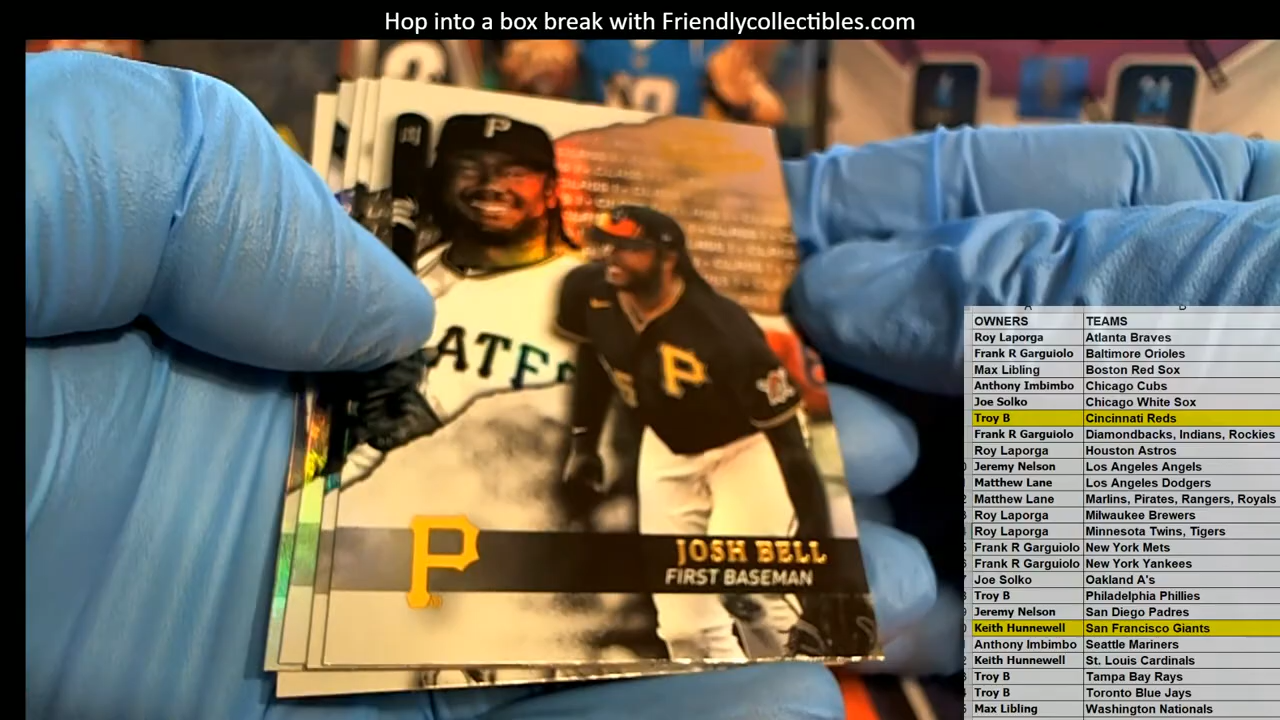 Hop into a box break with Friendlycollectibles.com
P
ATES
P
P
JOSH BELL
FIRST BASEMAN
24
OWNERS TEAMS
Roy Laporga Atlanta Braves
Frank R Garguiolo Baltimore Orioles
Max Libling Boston Red Sox
Anthony Imbimbo Chicago Cubs
Joe Solko Chicago White Sox
Troy B Cincinnati Reds
Frank R Garguiolo Diamondbacks, Indians, Rockies
Roy Laporga Houston Astros
Jeremy Nelson Los Angeles Angels
Matthew Lane Los Angeles Dodgers
Matthew Lane Marlins, Pirates, Rangers, Royals
Roy Laporga Milwaukee Brewers
Roy Laporga Minnesota Twins, Tigers
Frank R Garguiolo New York Mets
Frank R Garguiolo New York Yankees
Joe Solko Oakland A's
Troy B Philadelphia Phillies
Jeremy Nelson San Diego Padres
Keith Hunnewell San Francisco Giants
Anthony Imbimbo Seattle Mariners
Keith Hunnewell St. Louis Cardinals
Troy B Tampa Bay Rays
Troy B Toronto Blue Jays
Max Libling Washington Nationals